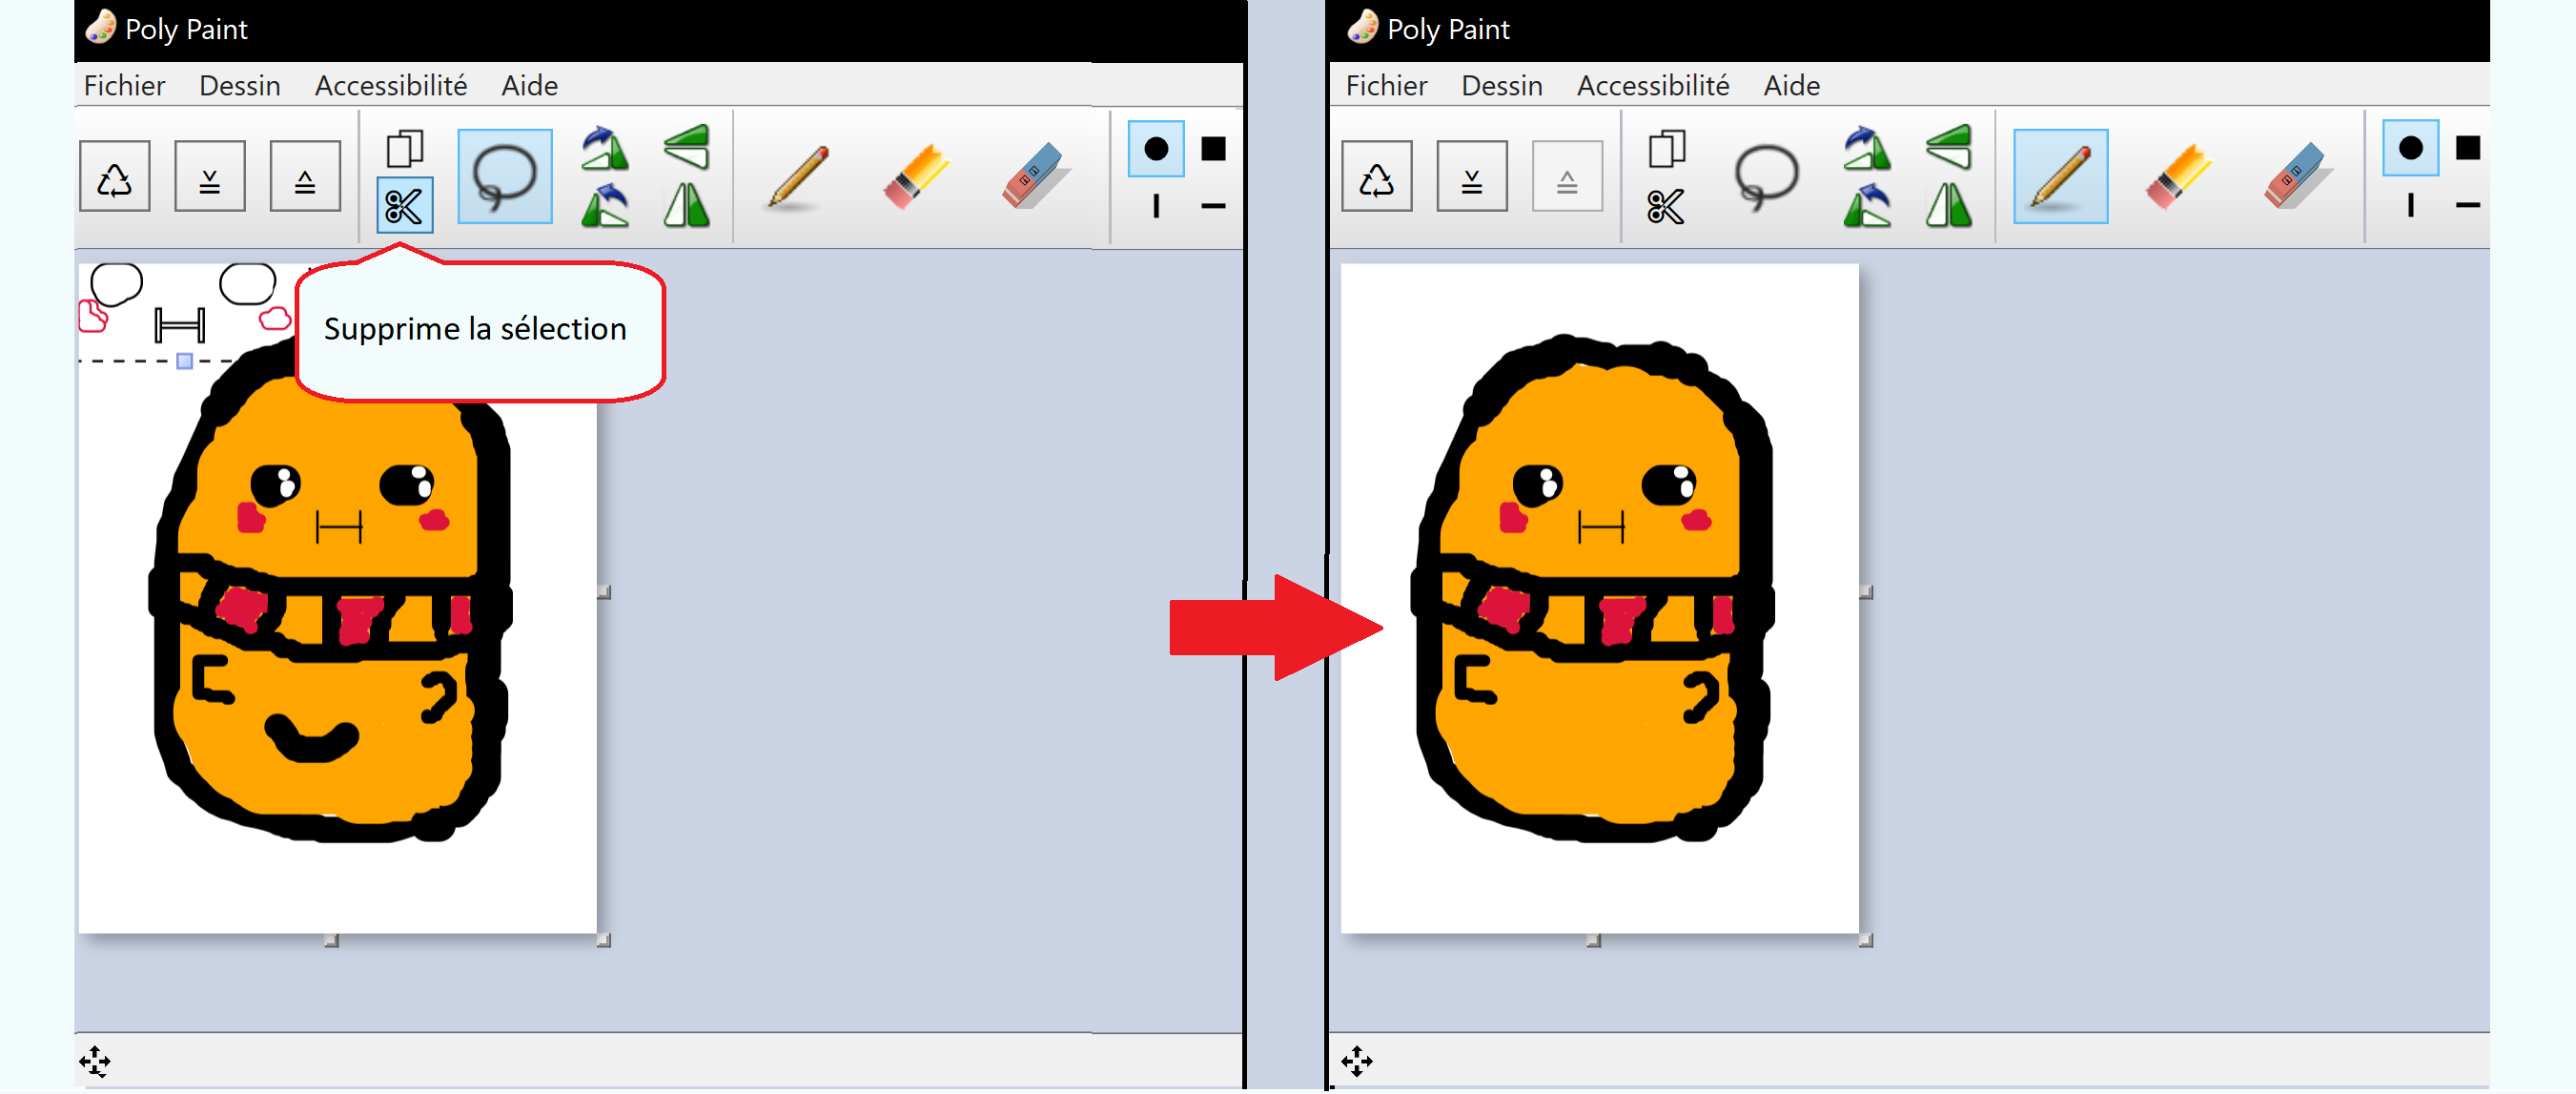 Poly Paint
Fichier Dessin Accessibilité Aide
Supprime la sélection
Poly Paint
Fichier Dessin Accessibilité Aide